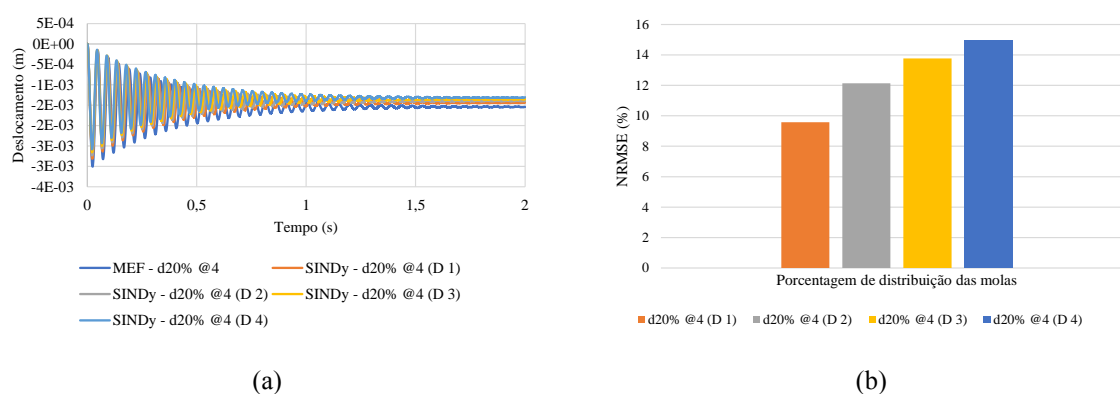 5E-04
0E+00
-5E-04
-1E-03
-2E-03
-2E-03
-3E-03
-3E-03
-4E-03
Deslocamento (m)
0
0,5
1
1,5
2
Tempo (s)
MEF - d20% @4
SINDy - d20% @4 (D 1)
SINDy - d20% @4 (D 2)
SINDy - d20% @4 (D 3)
SINDy - d20% @4 (D 4)
(a)
16
14
12
10
8
6
4
2
0
NRMSE (%)
Porcentagem de distribuição das molas
d20% @4 (D 1)
d20% @4 (D 2)
d20% @4 (D 3)
d20% @4 (D 4)
(b)